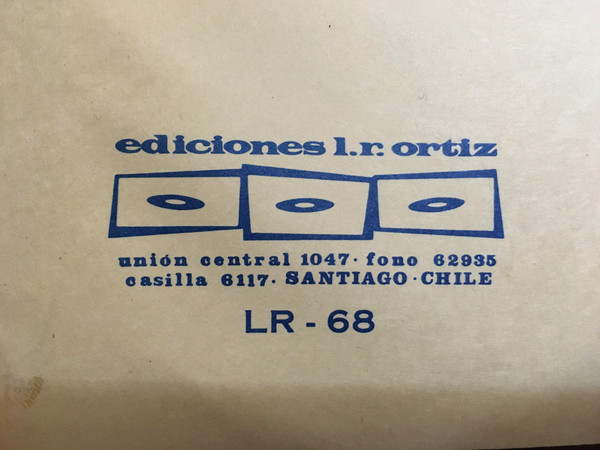 ediciones l.r. ortiz
unión central 1047 · fono 62935
casilla 6117 · SANTIAGO · CHILE
LR - 68